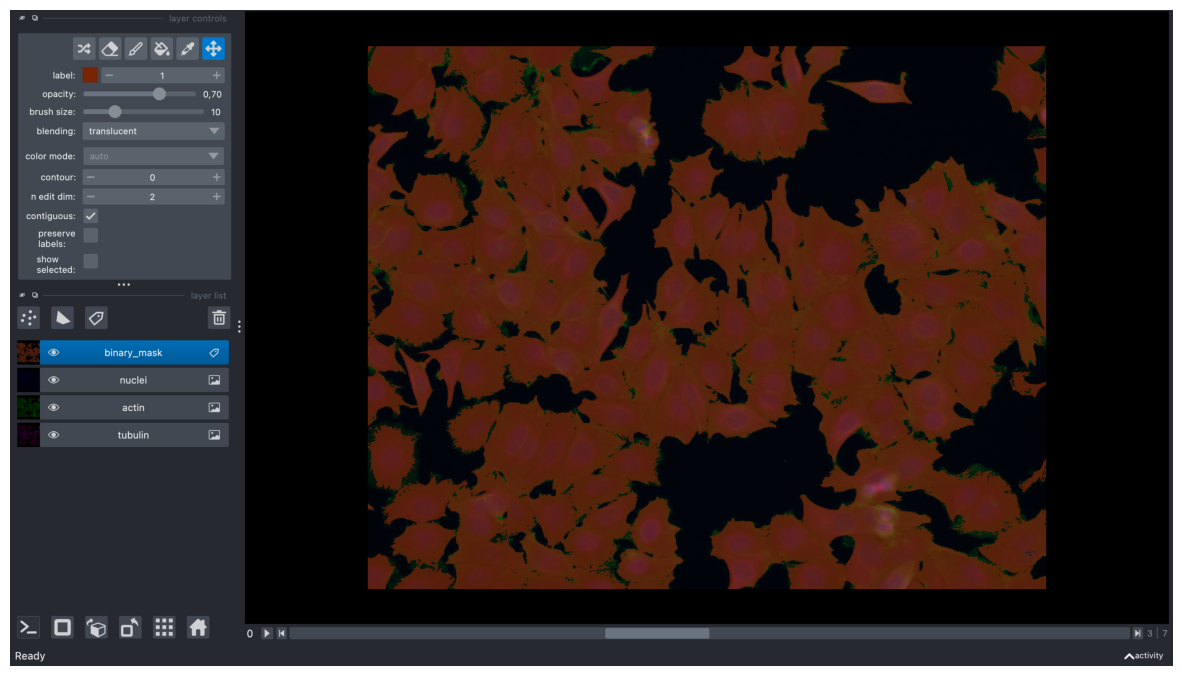 layer controls
label: 1
opacity: 0,70
brush size: 10
blending: translucent
color mode: auto
contour: 0
n edit dim: 2
contiguous:
preserve
labels:
show
selected:
layer list
binary_mask
nuclei
actin
tubulin
0 3 | 7
Ready activity